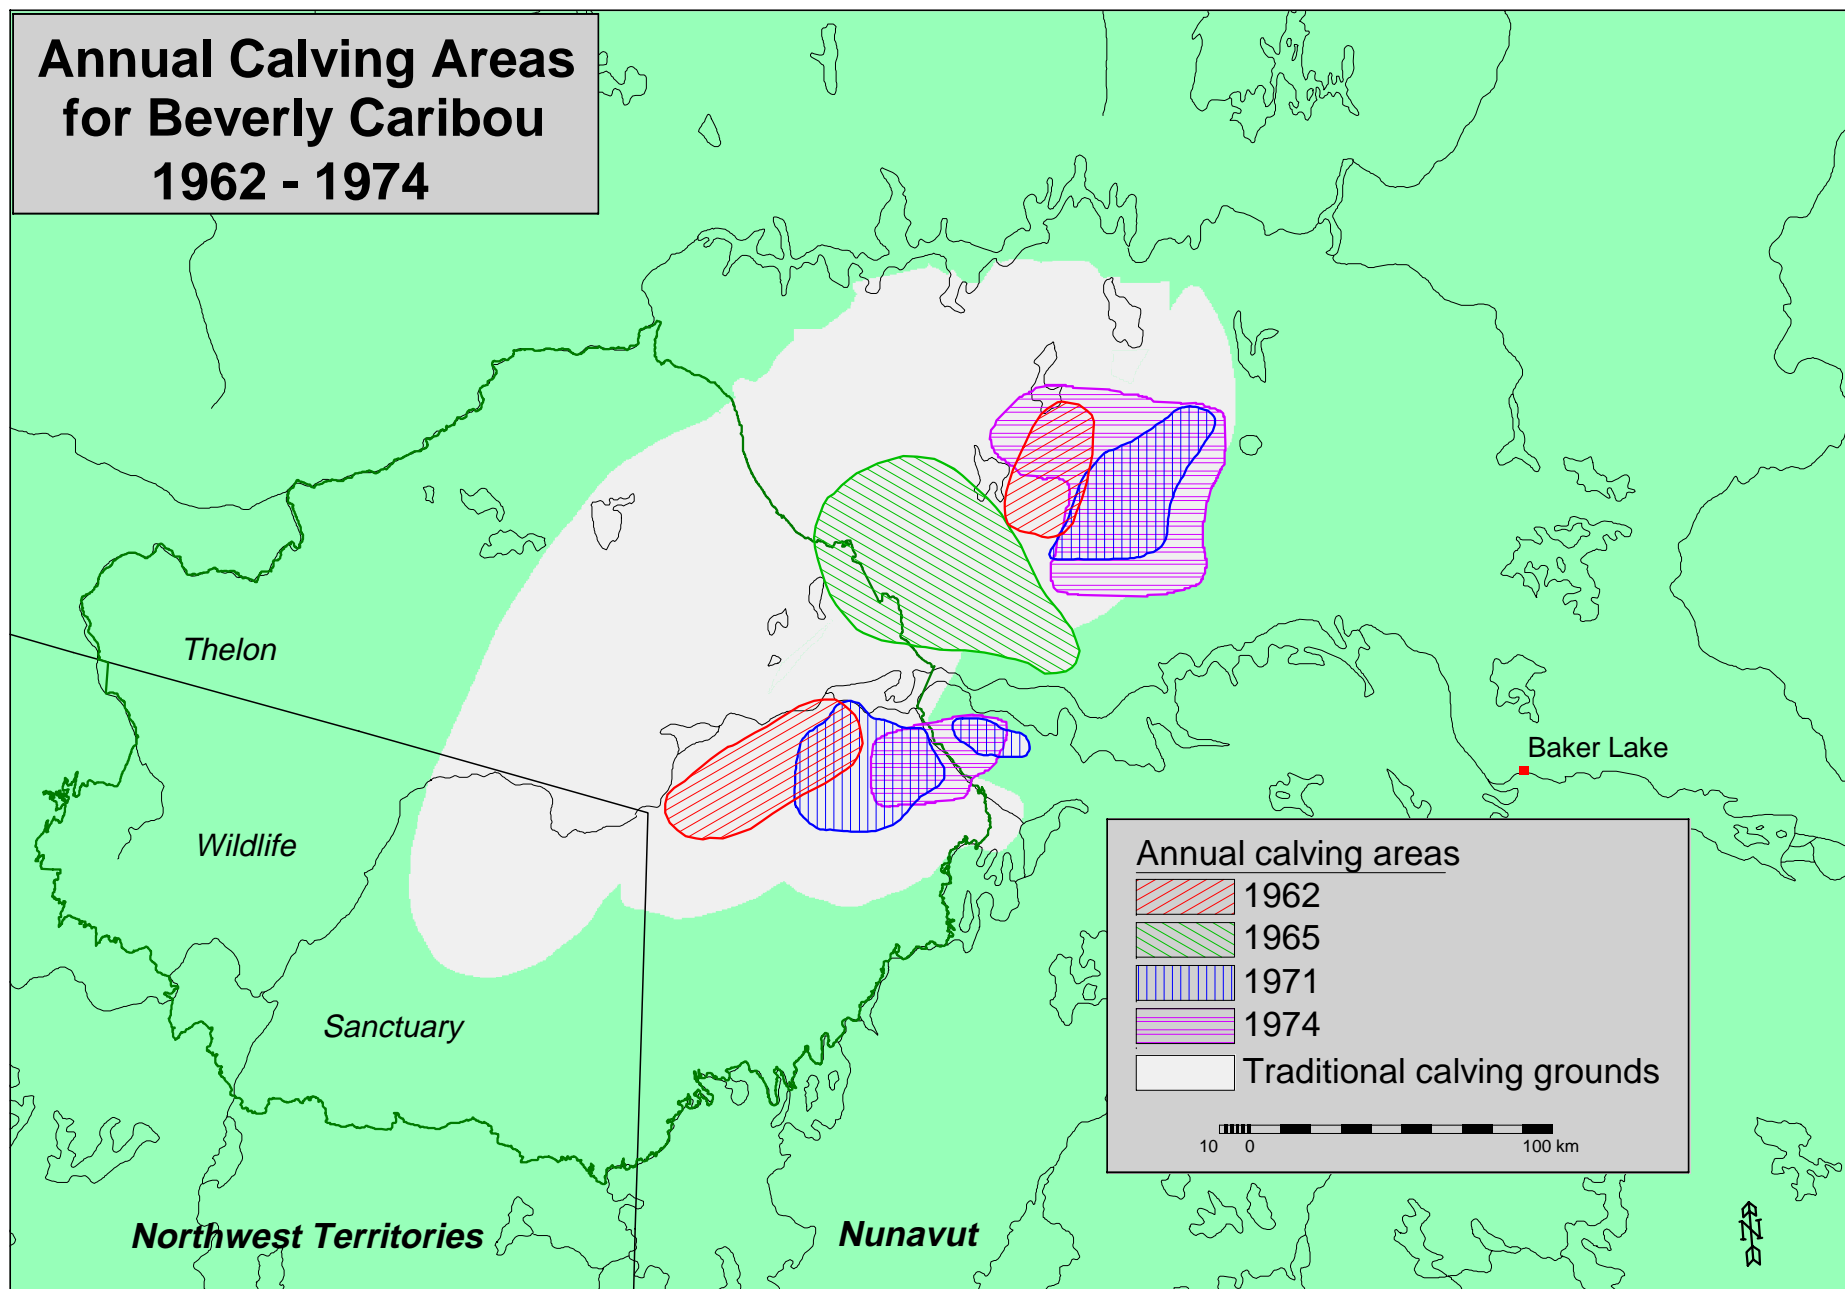 Annual Calving Areas
for Beverly Caribou
1962 - 1974
Thelon
Wildlife
Sanctuary
Baker Lake
Annual calving areas
1962
1965
1971
1974
Traditional calving grounds
10 0 100 km
Northwest Territories
Nunavut
N